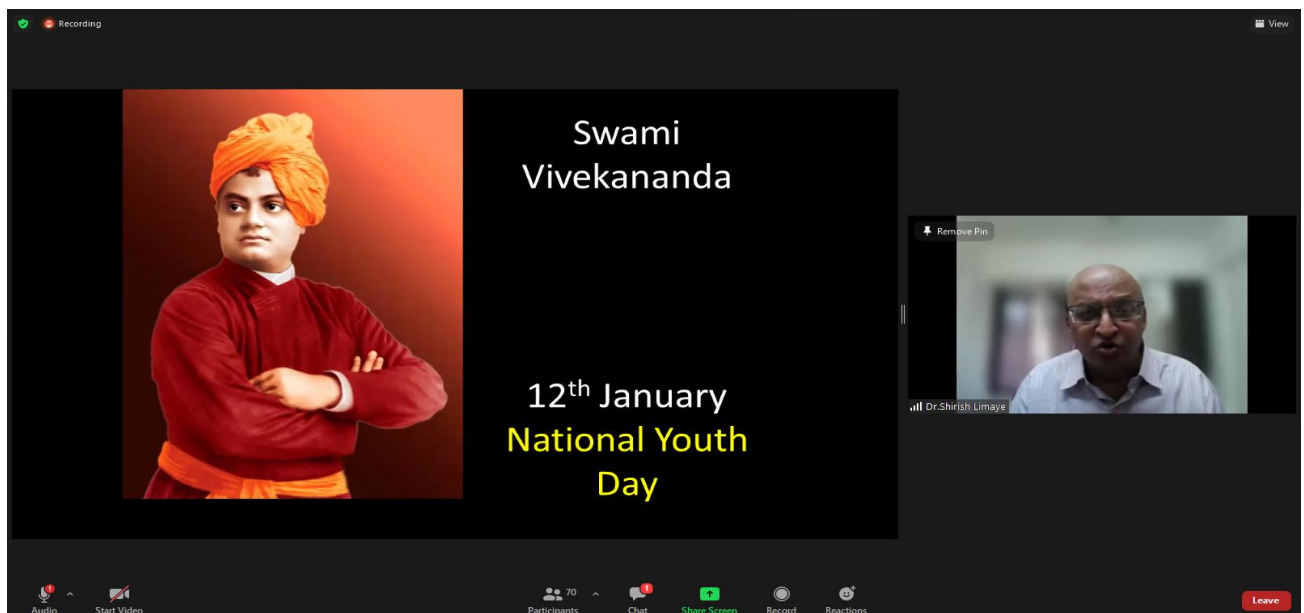 Recording
View
Swami
Vivekananda
12th January
National Youth
Day
Remove Pin
Dr.Shirish Limaye
70
1
Audio
Start Video
Participants
Chat
Share Screen
Record
Reactions
Leave